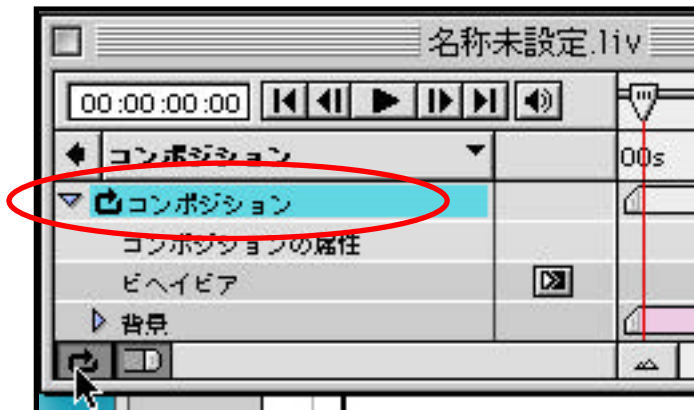 名称未設定.liv
00:00:00:00
コンポジション
00s
コンポジション
コンポジションの属性
ビヘイビア
背景